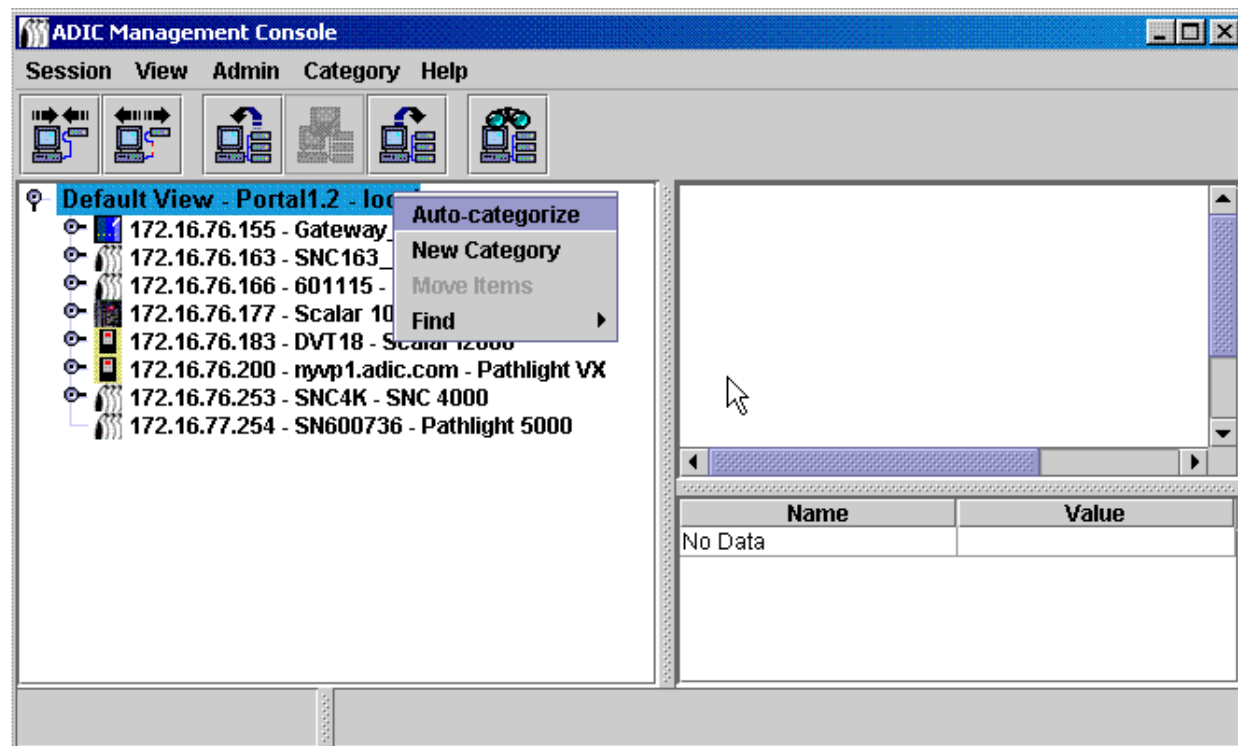 ADIC Management Console
Session View Admin Category Help
Default View - Portal1.2 -
172.16.76.155 - Gateway_
172.16.76.163 - SNC163_
172.16.76.166 - 601115 -
172.16.76.177 - Scalar
172.16.76.183 - DVT18 - Scalar i2000
172.16.76.200 - nyvp1.adic.com - Pathlight VX
172.16.76.253 - SNC4K - SNC 4000
172.16.77.254 - SN600736 - Pathlight 5000
Auto-categorize
New Category
Move Items
Find
Name Value
No Data